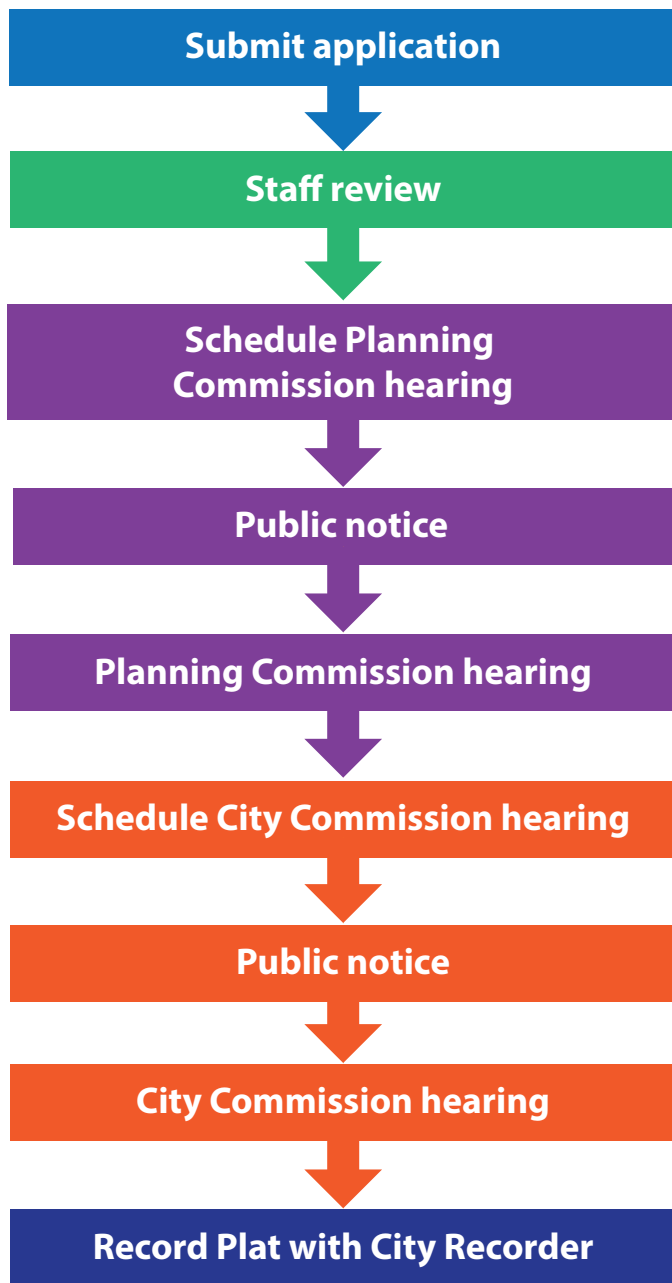 Submit application
Staff review
Schedule Planning
Commission hearing
Public notice
Planning Commission hearing
Schedule City Commission hearing
Public notice
City Commission hearing
Record Plat with City Recorder